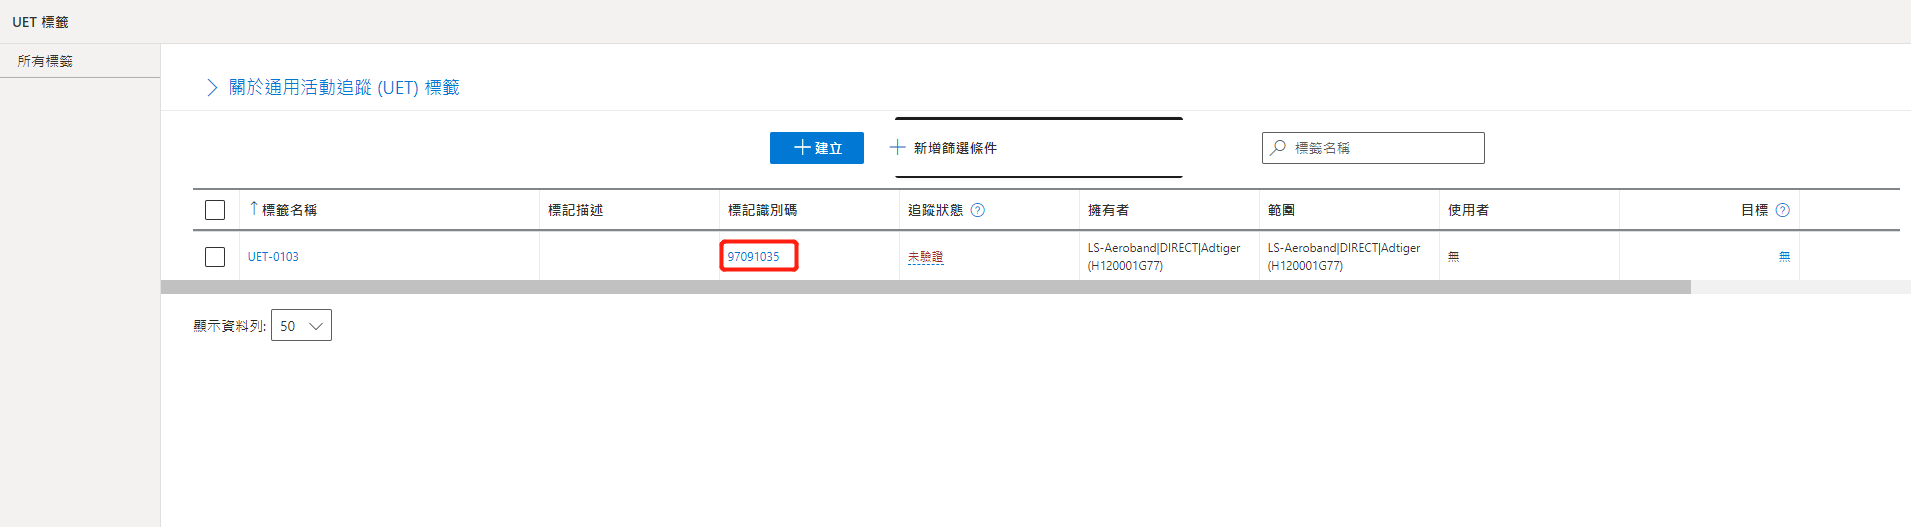 UET 標籤
所有標籤
關於通用活動追蹤 (UET) 標籤
建立
新增篩選條件
標籤名稱
標籤名稱
標記描述
標記識別碼
追蹤狀態
擁有者
範圍
使用者
目標
UET-0103
97091035
未驗證
LS-Aeroband|DIRECT|Adtiger
(H120001G77)
LS-Aeroband|DIRECT|Adtiger
(H120001G77)
無
無
顯示資料列: 50